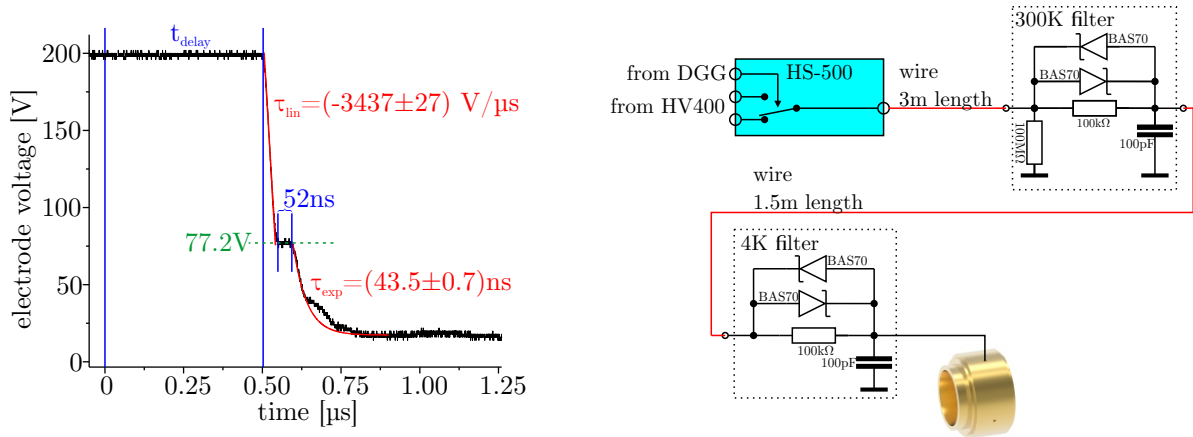 electrode voltage [V]
200
150
100
50
0
t_delay
τ_lin=(-3437±27) V/µs
52ns
77.2V
τ_exp=(43.5±0.7)ns
0
0.25
0.50
0.75
1.00
1.25
time [µs]
from DGG
from HV400
HS-500
wire
3m length
300K filter
BAS70
BAS70
100kΩ
100MΩ
100pF
wire
1.5m length
4K filter
BAS70
BAS70
100kΩ
100pF